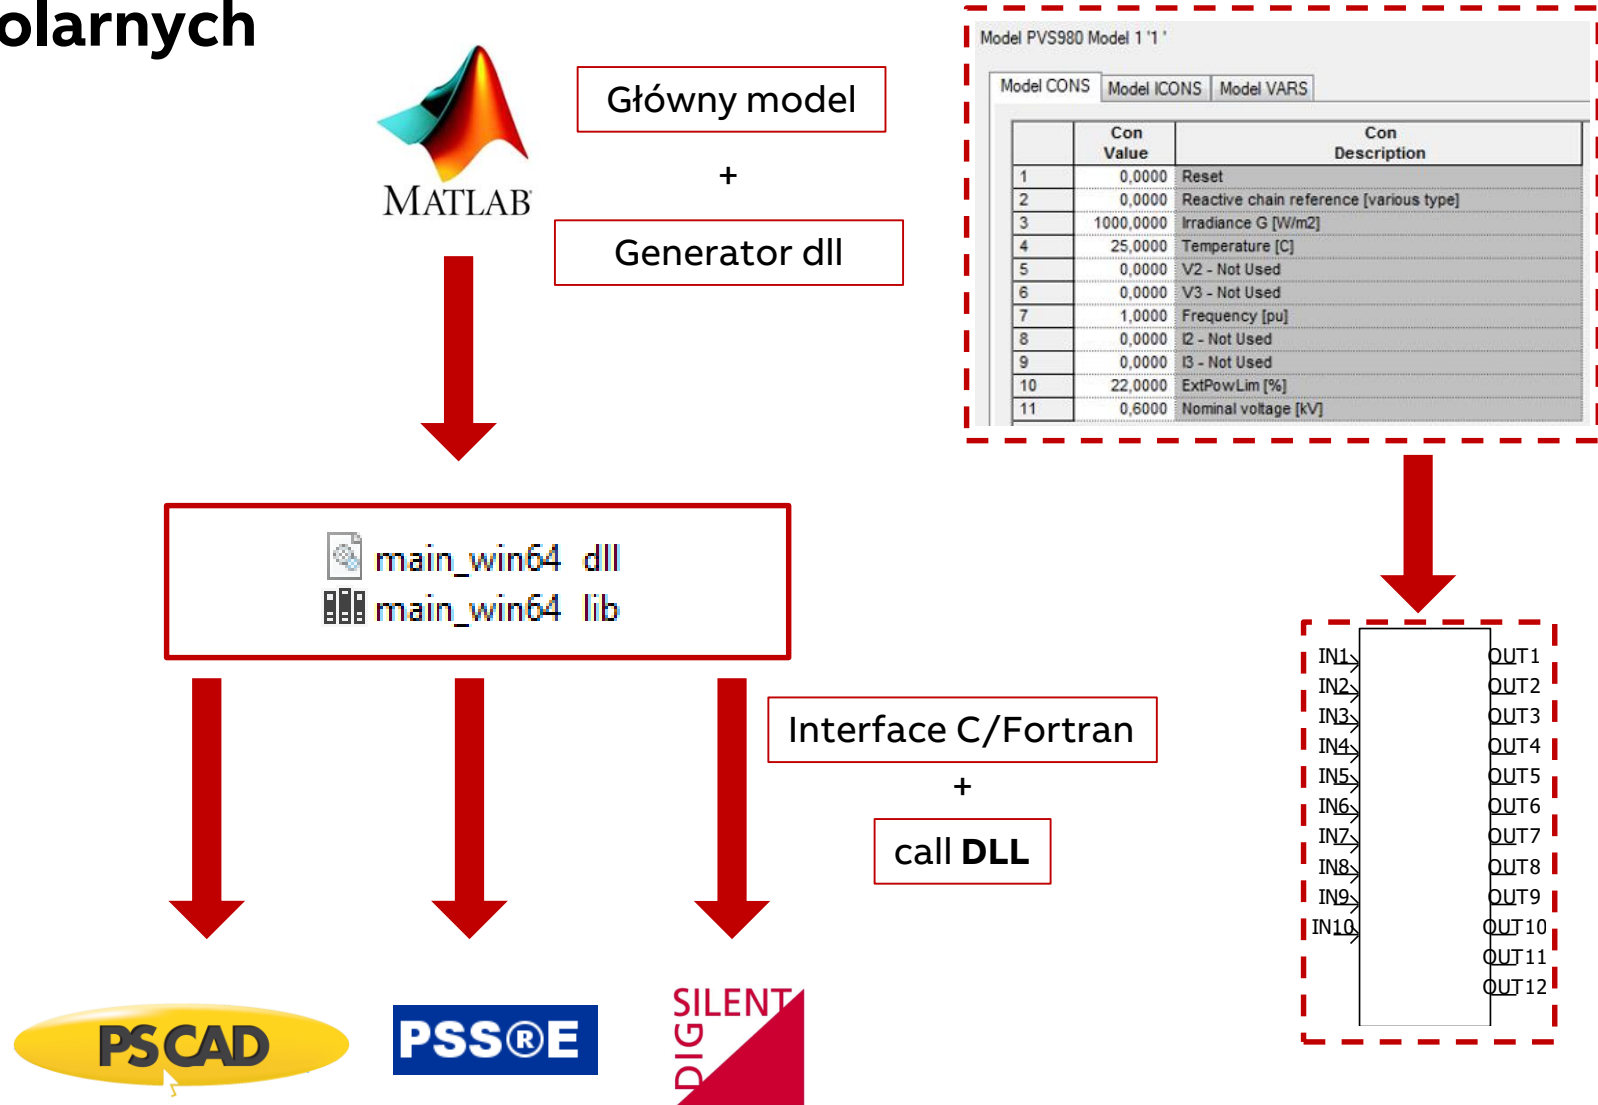 olarnych
MATLAB
Główny model
+
Generator dll
Model PVS980 Model 1 '1 '
Model CONS Model ICONS Model VARS
Con Value Con Description
1 0,0000 Reset
2 0,0000 Reactive chain reference [various type]
3 1000,0000 Irradiance G [W/m2]
4 25,0000 Temperature [C]
5 0,0000 V2 - Not Used
6 0,0000 V3 - Not Used
7 1,0000 Frequency [pu]
8 0,0000 I2 - Not Used
9 0,0000 I3 - Not Used
10 22,0000 ExtPowLim [%]
11 0,6000 Nominal voltage [kV]
main_win64 dll
main_win64 lib
Interface C/Fortran
+
call DLL
IN1 OUT1
IN2 OUT2
IN3 OUT3
IN4 OUT4
IN5 OUT5
IN6 OUT6
IN7 OUT7
IN8 OUT8
IN9 OUT9
IN10 OUT10
OUT11
OUT12
PSCAD
PSS®E
DIGSILENT